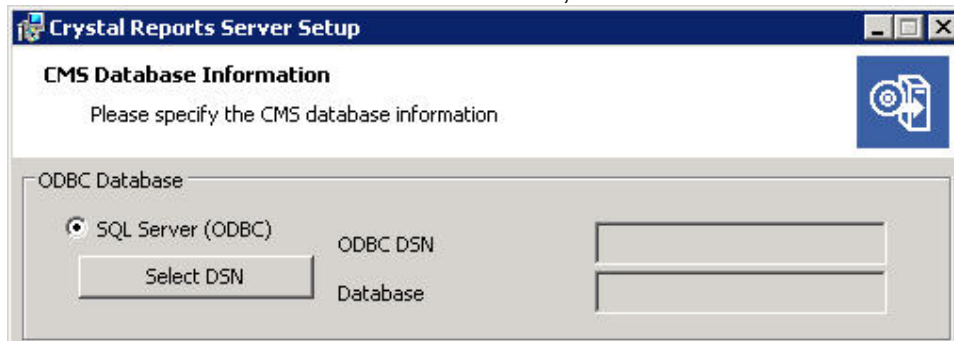 Crystal Reports Server Setup
CMS Database Information
Please specify the CMS database information
ODBC Database
SQL Server (ODBC)
ODBC DSN
Select DSN
Database